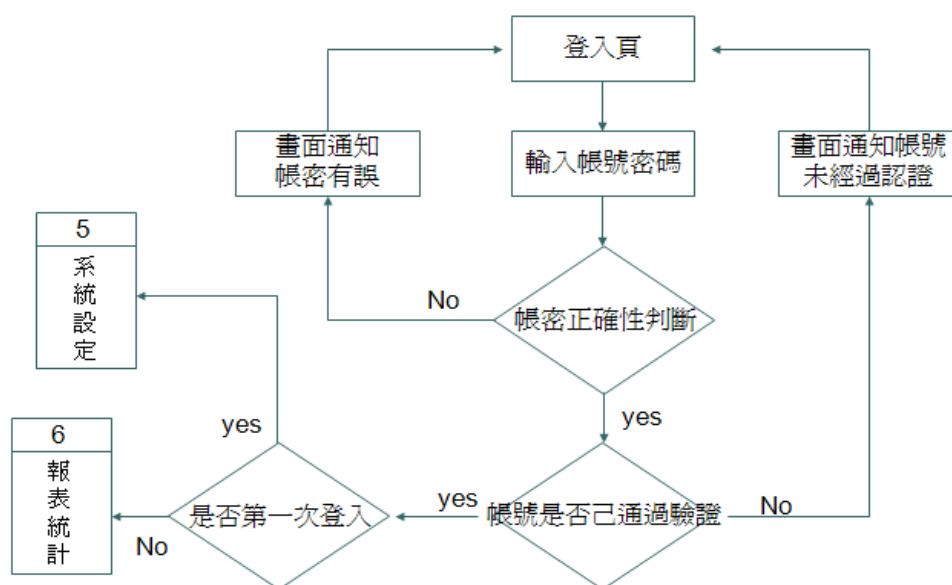 登入頁
畫面通知
帳密有誤
輸入帳號密碼
畫面通知帳號
未經過認證
5
系
統
設
定
No
帳密正確性判斷
yes
yes
6
報
表
統
計
是否第一次登入
yes
帳號是否己通過驗證
No
No